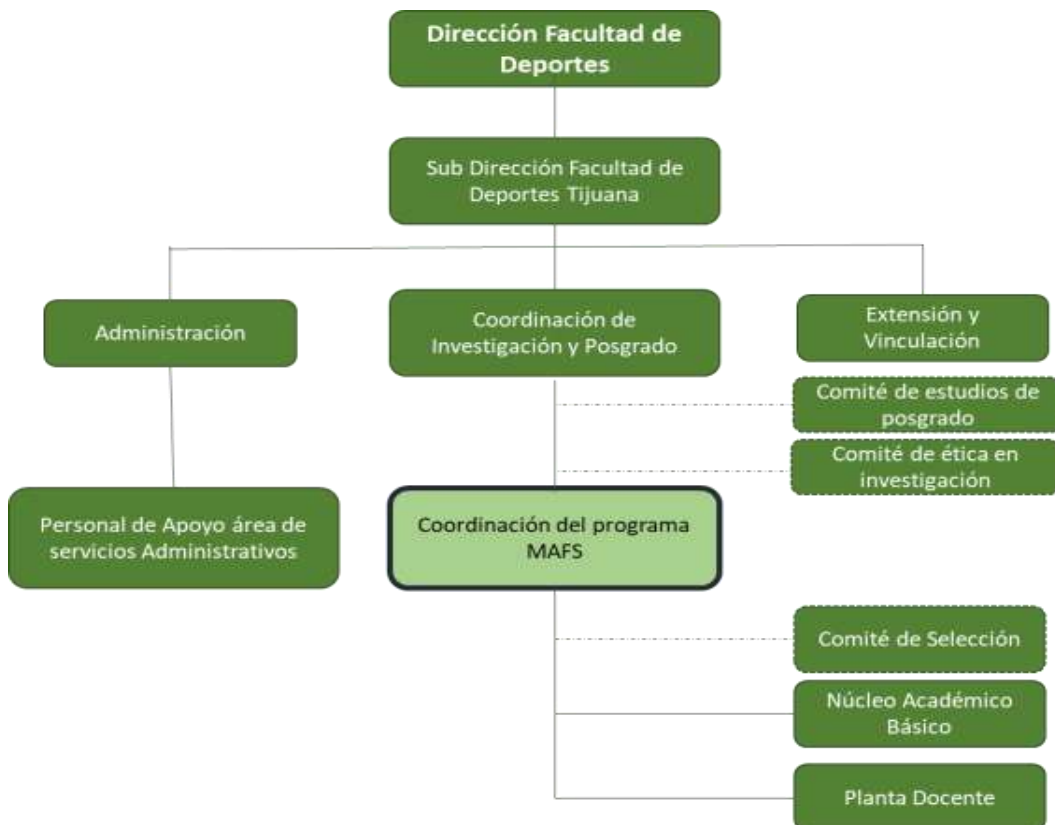 Dirección Facultad de
Deportes
Sub Dirección Facultad de
Deportes Tijuana
Administración
Coordinación de
Investigación y Posgrado
Extensión y
Vinculación
Comité de estudios de
posgrado
Comité de ética en
investigación
Personal de Apoyo área de
servicios Administrativos
Coordinación del programa
MAFS
Comité de Selección
Núcleo Académico
Básico
Planta Docente